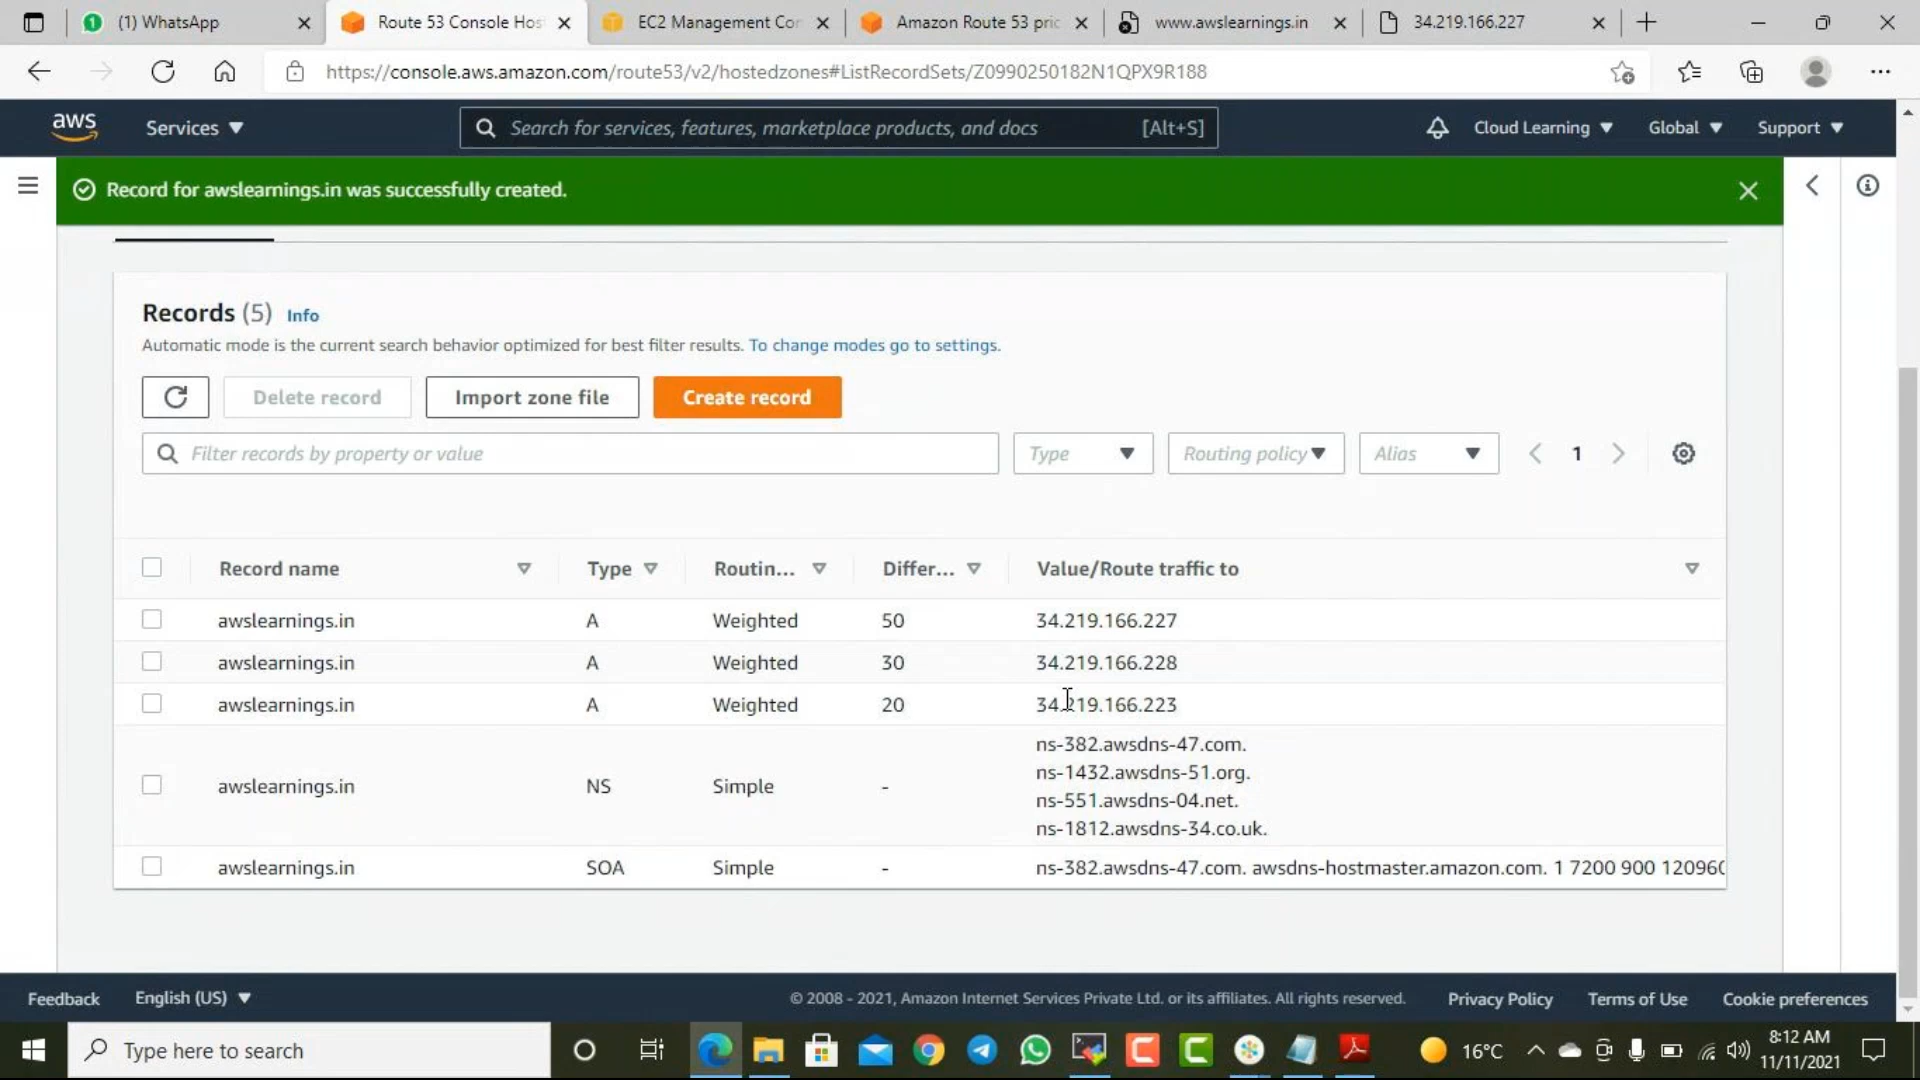 (1) WhatsApp
Route 53 Console Hos
EC2 Management Con
Amazon Route 53 pric
www.awslearnings.in
34.219.166.227
https://console.aws.amazon.com/route53/v2/hostedzones#ListRecordSets/Z0990250182N1QPX9R188
aws
Services
Search for services, features, marketplace products, and docs
[Alt+S]
Cloud Learning
Global
Support
Record for awslearnings.in was successfully created.
Records (5) Info
Automatic mode is the current search behavior optimized for best filter results. To change modes go to settings.
Delete record
Import zone file
Create record
Filter records by property or value
Type
Routing policy
Alias
1
Record name Type Routin... Differ... Value/Route traffic to
awslearnings.in A Weighted 50 34.219.166.227
awslearnings.in A Weighted 30 34.219.166.228
awslearnings.in A Weighted 20 34.219.166.223
awslearnings.in NS Simple - ns-382.awsdns-47.com.
ns-1432.awsdns-51.org.
ns-551.awsdns-04.net.
ns-1812.awsdns-34.co.uk.
awslearnings.in SOA Simple - ns-382.awsdns-47.com. awsdns-hostmaster.amazon.com. 1 7200 900 120960
Feedback
English (US)
© 2008 - 2021, Amazon Internet Services Private Ltd. or its affiliates. All rights reserved.
Privacy Policy
Terms of Use
Cookie preferences
Type here to search
16°C
8:12 AM
11/11/2021